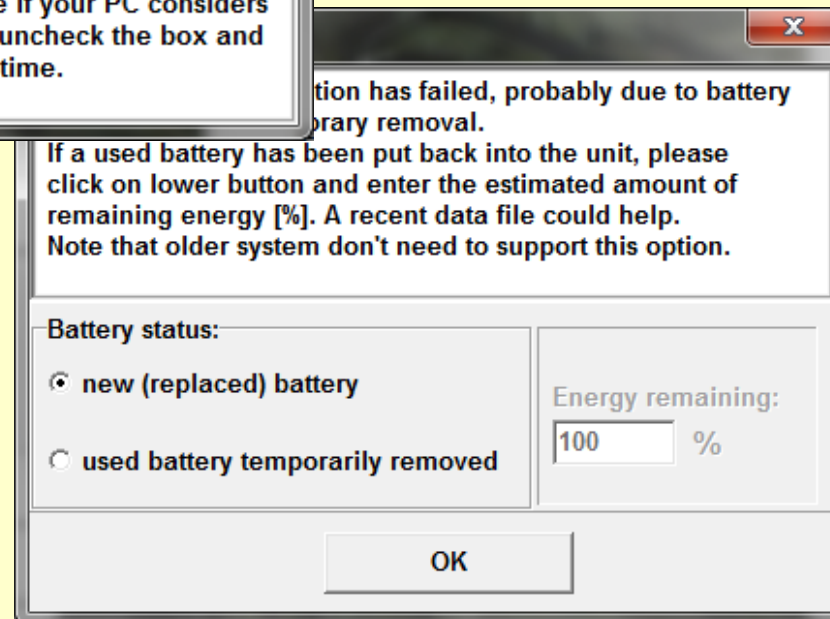 if your PC considers
uncheck the box and
time.
tion has failed, probably due to battery
prary removal.
If a used battery has been put back into the unit, please
click on lower button and enter the estimated amount of
remaining energy [%]. A recent data file could help.
Note that older system don't need to support this option.
Battery status:
new (replaced) battery
used battery temporarily removed
Energy remaining:
100 %
OK